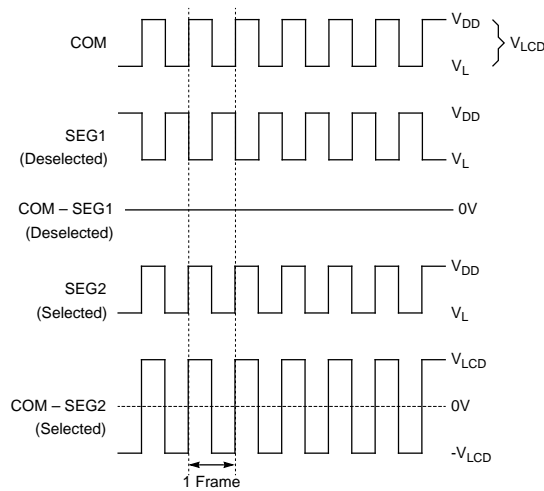 COM
V_DD
V_L
V_LCD
SEG1
(Deselected)
V_DD
V_L
COM – SEG1
(Deselected)
0V
SEG2
(Selected)
V_DD
V_L
COM – SEG2
(Selected)
V_LCD
0V
-V_LCD
1 Frame